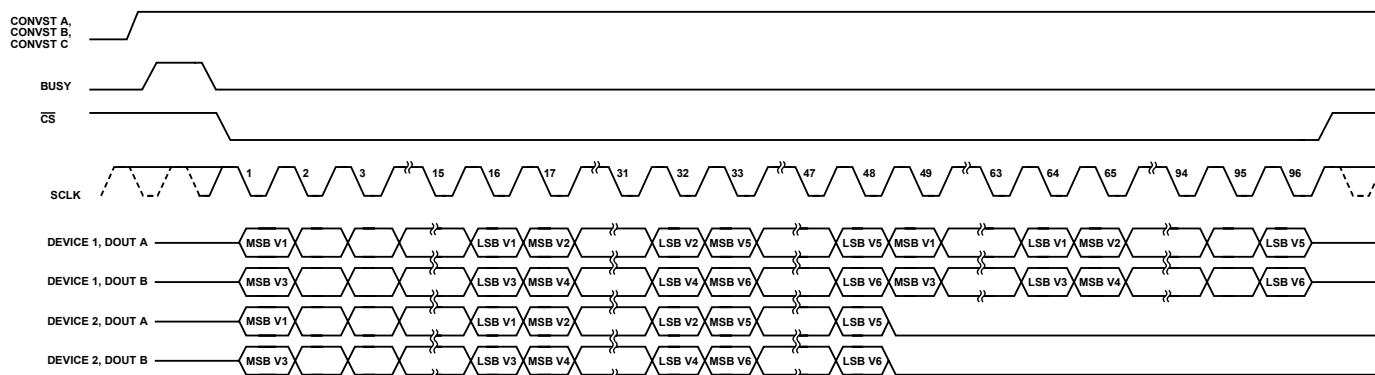 CONVST A,
CONVST B,
CONVST C
BUSY
CS
SCLK
1 2 3 15 16 17 31 32 33 47 48 49 63 64 65 94 95 96
DEVICE 1, DOUT A MSB V1 LSB V1 MSB V2 LSB V2 MSB V5 LSB V5 MSB V1 LSB V1 MSB V2 LSB V5
DEVICE 1, DOUT B MSB V3 LSB V3 MSB V4 LSB V4 MSB V6 LSB V6 MSB V3 LSB V3 MSB V4 LSB V6
DEVICE 2, DOUT A MSB V1 LSB V1 MSB V2 LSB V2 MSB V5 LSB V5
DEVICE 2, DOUT B MSB V3 LSB V3 MSB V4 LSB V4 MSB V6 LSB V6